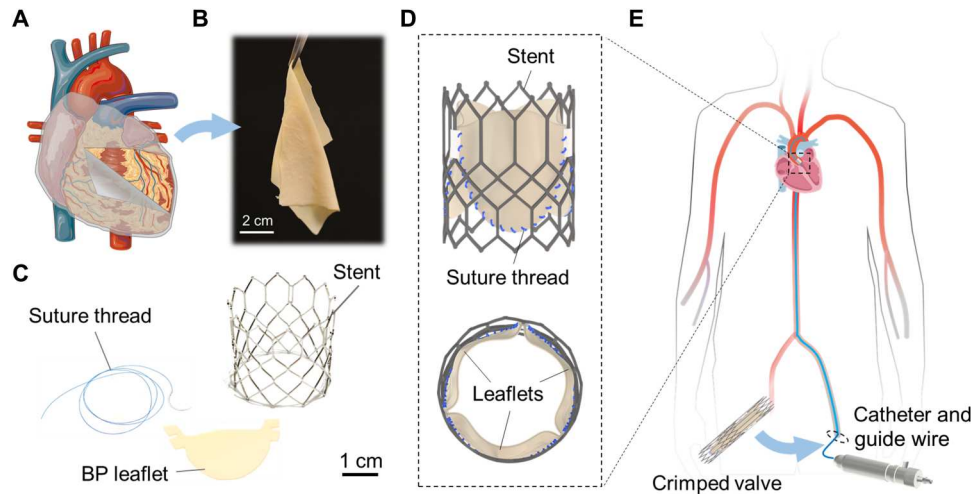 A
B
2 cm
C
Suture thread
Stent
BP leaflet
1 cm
D
Stent
Suture thread
Leaflets
E
Catheter and
guide wire
Crimped valve